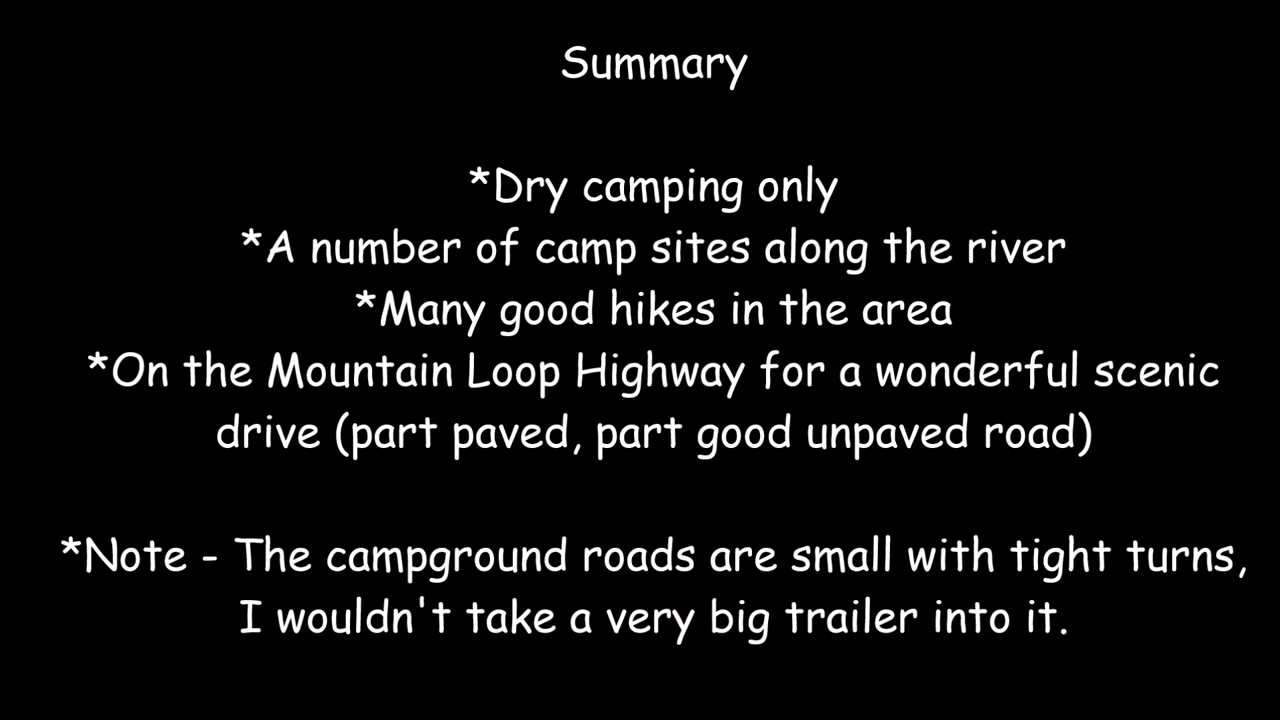 Summary
*Dry camping only
*A number of camp sites along the river
*Many good hikes in the area
*On the Mountain Loop Highway for a wonderful scenic
drive (part paved, part good unpaved road)
*Note - The campground roads are small with tight turns,
I wouldn't take a very big trailer into it.